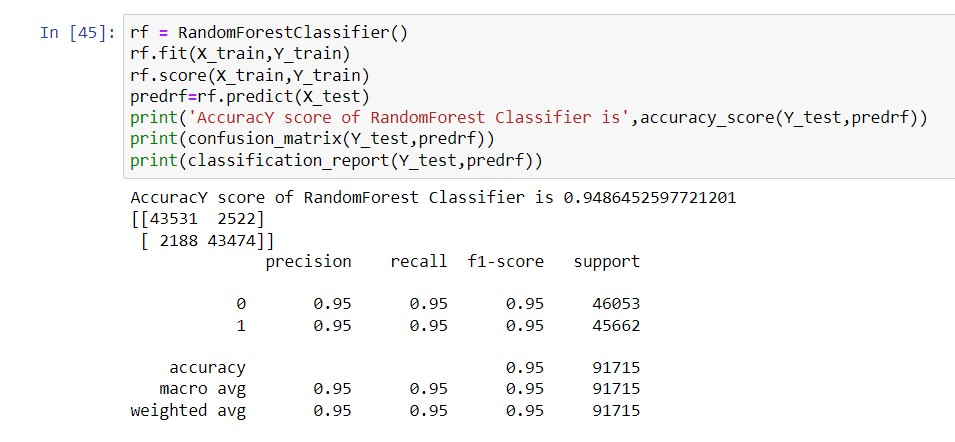 In [45]: rf = RandomForestClassifier()
rf.fit(X_train,Y_train)
rf.score(X_train,Y_train)
predrf=rf.predict(X_test)
print('AccuracY score of RandomForest Classifier is',accuracy_score(Y_test,predrf))
print(confusion_matrix(Y_test,predrf))
print(classification_report(Y_test,predrf))
AccuracY score of RandomForest Classifier is 0.9486452597721201
[[43531  2522]
 [ 2188 43474]]
              precision    recall  f1-score   support
           0       0.95      0.95      0.95     46053
           1       0.95      0.95      0.95     45662
    accuracy                           0.95     91715
   macro avg       0.95      0.95      0.95     91715
weighted avg       0.95      0.95      0.95     91715